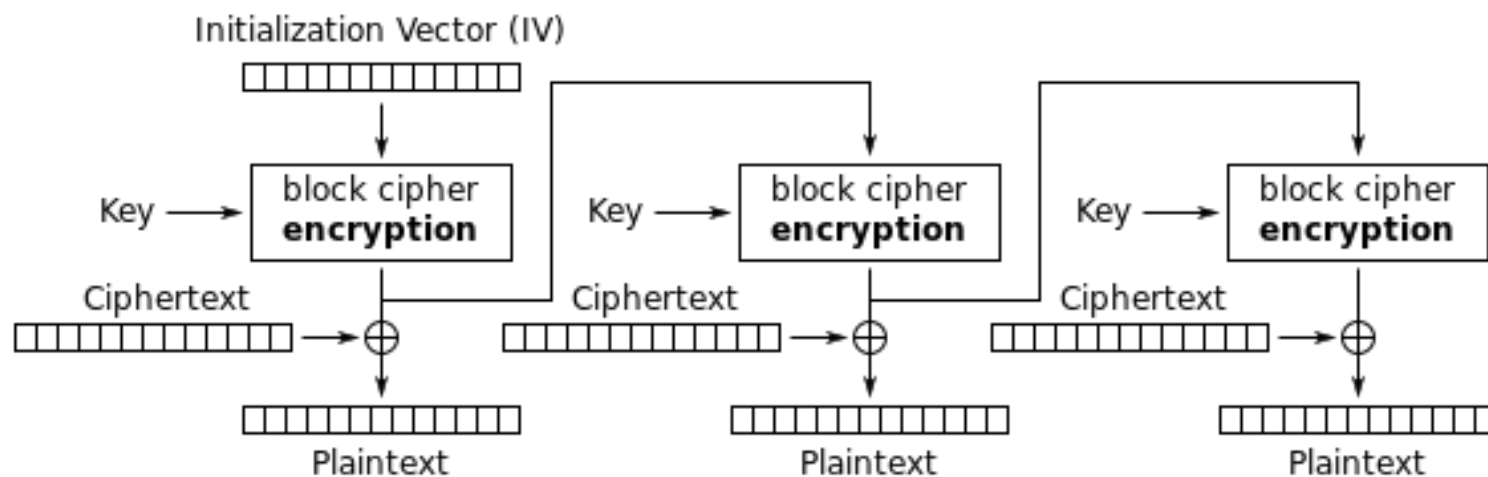 Initialization Vector (IV)
block cipher
encryption
Key
block cipher
encryption
Key
block cipher
encryption
Key
Ciphertext
Ciphertext
Ciphertext
Plaintext
Plaintext
Plaintext